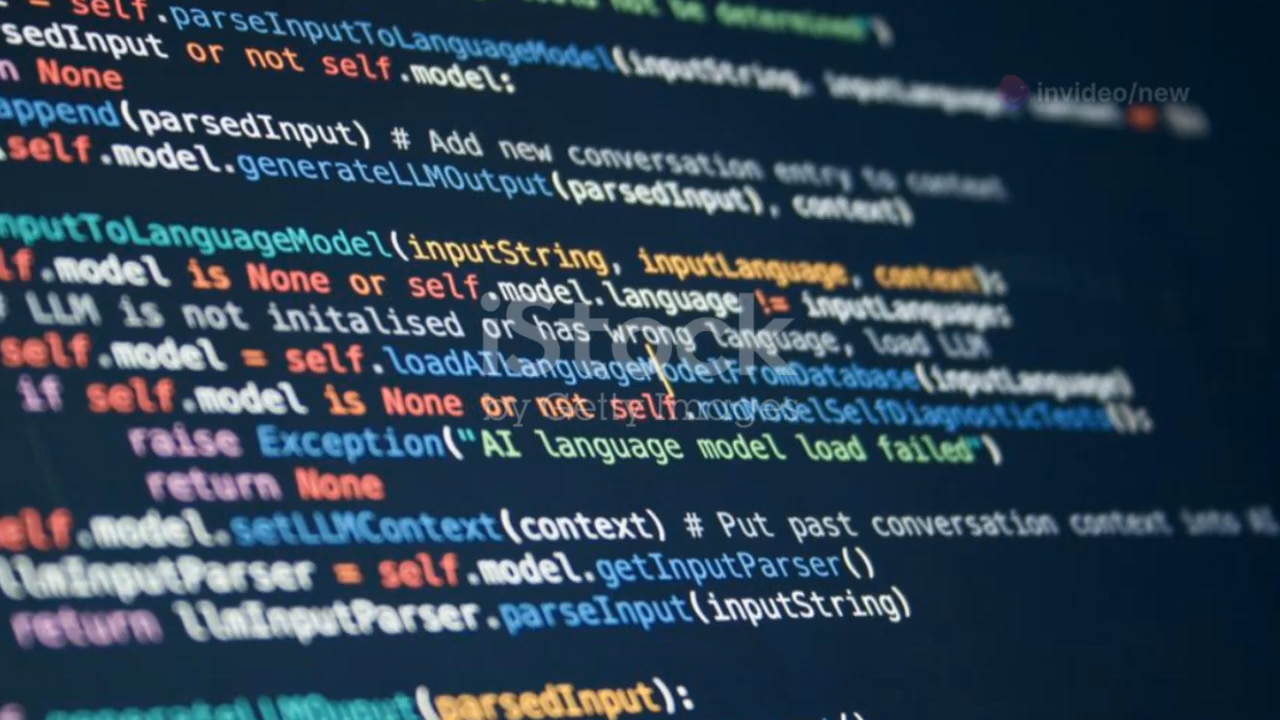 = self.parseInputToLanguageModel(inputString, inputLanguage
sedInput or not self.model:
n None
append(parsedInput) # Add new conversation entry to context
.self.model.generateLLMOutput(parsedInput), context)
invideo/new
nputToLanguageModel(inputString, inputLanguage, context):
lf.model is None or self.model.language != inputLanguage:
# LLM is not initalised or has wrong language, load LLM
self.model = self.loadAILanguageModelFromDatabase(inputLanguage)
if self.model is None or not self.runModelSelfDiagnosticTests():
raise Exception("AI language model load failed")
return None
self.model.setLLMContext(context) # Put past conversation context into AI
llmInputParser = self.model.getInputParser()
return llmInputParser.parseInput(inputString)
generateLLMOuput(parsedInput):
iStock
by Getty Images